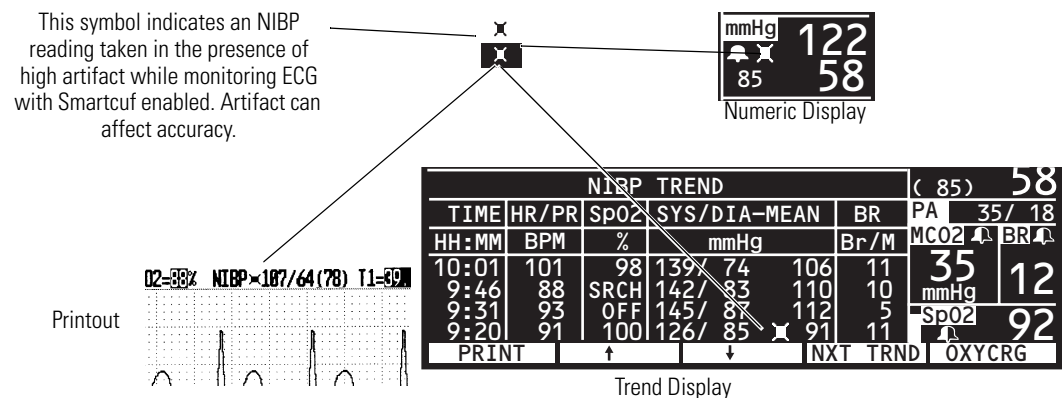 This symbol indicates an NIBP
reading taken in the presence of
high artifact while monitoring ECG
with Smartcuf enabled. Artifact can
affect accuracy.
mmHg 122
85 58
Numeric Display
NIBP TREND
TIME HR/PR SpO2 SYS/DIA-MEAN BR
HH:MM BPM % mmHg Br/M
10:01 101 98 139/ 74 106 11
9:46 88 SRCH 142/ 83 110 10
9:31 93 OFF 145/ 87 112 5
9:20 91 100 126/ 85 91 11
PRINT ↑ ↓ NXT TRND OXYCRG
( 85) 58
PA 35/ 18
MCO2 BR
35 12
mmHg
SpO2 92
Trend Display
O2=88% NIBP 107/64(78) T1=
Printout